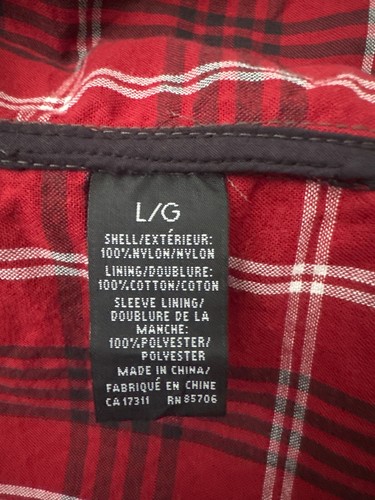 L/G
SHELL/EXTÉRIEUR:
100%NYLON/NYLON
LINING/DOUBLURE:
100%COTTON/COTON
SLEEVE LINING/
DOUBLURE DE LA
MANCHE:
100%POLYESTER/
POLYESTER
MADE IN CHINA/
FABRIQUÉ EN CHINE
CA 17311 RN 85706